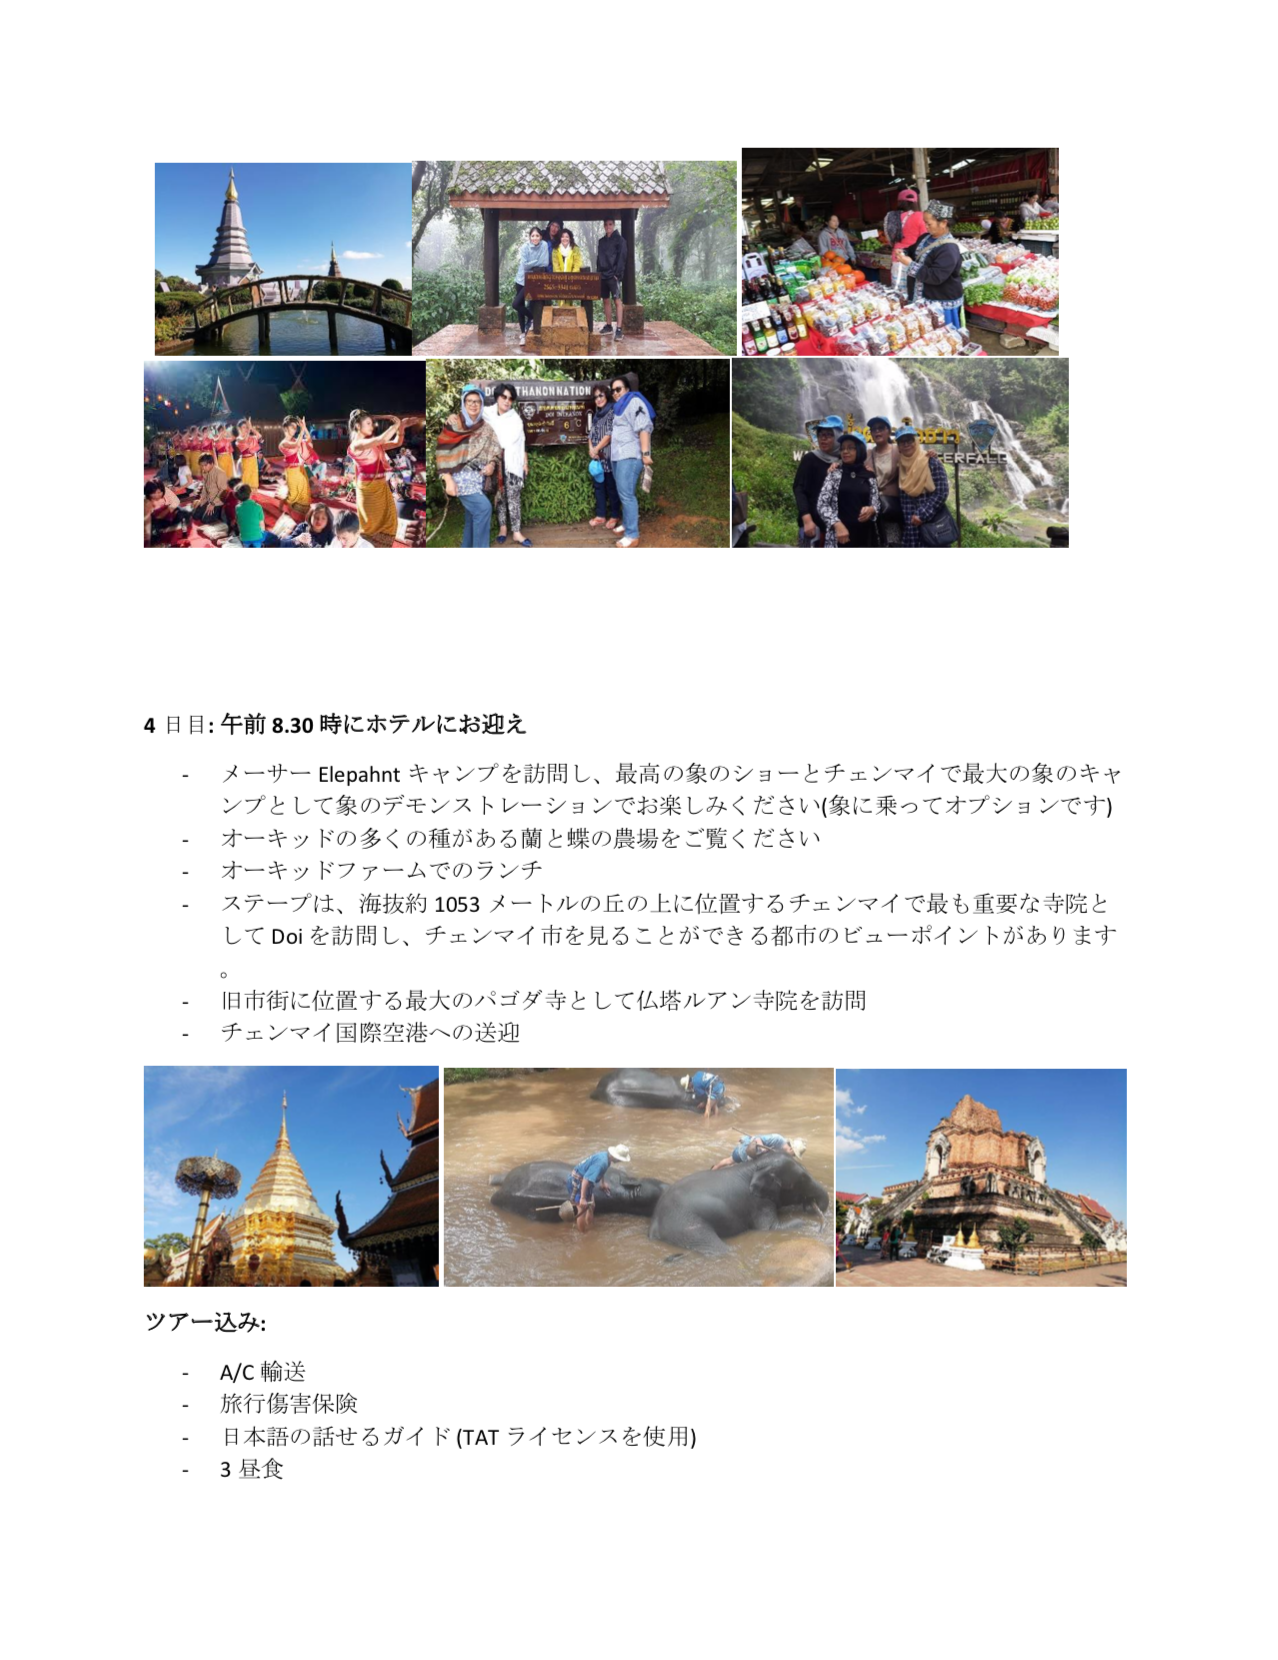 DO THANON NATION
6 °C
W ERFALL
4 日目: 午前 8.30 時にホテルにお迎え
- メーサー Elepahnt キャンプを訪問し、最高の象のショーとチェンマイで最大の象のキャ
ンプとして象のデモンストレーションでお楽しみください(象に乗ってオプションです)
- オーキッドの多くの種がある蘭と蝶の農場をご覧ください
- オーキッドファームでのランチ
- ステープは、海抜約 1053 メートルの丘の上に位置するチェンマイで最も重要な寺院と
して Doi を訪問し、チェンマイ市を見ることができる都市のビューポイントがあります
。
- 旧市街に位置する最大のパゴダ寺として仏塔ルアン寺院を訪問
- チェンマイ国際空港への送迎
ツアー込み:
- A/C 輸送
- 旅行傷害保険
- 日本語の話せるガイド (TAT ライセンスを使用)
- 3 昼食